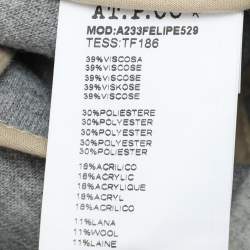 AT.P.CO
MOD:A233FELIPE529
TESS:TF186
39%VISCOSA
39%VISCOSE
39%VISCOSE
39%VISKOSE
39%VISCOSE
30%POLIESTERE
30%POLYESTER
30%POLYESTER
30%POLYESTER
30%POLYESTER
18%ACRILICO
18%ACRYLIC
18%ACRYLIQUE
18%ACRYL
18%ACRILICO
11%LANA
11%WOOL
11%LAINE